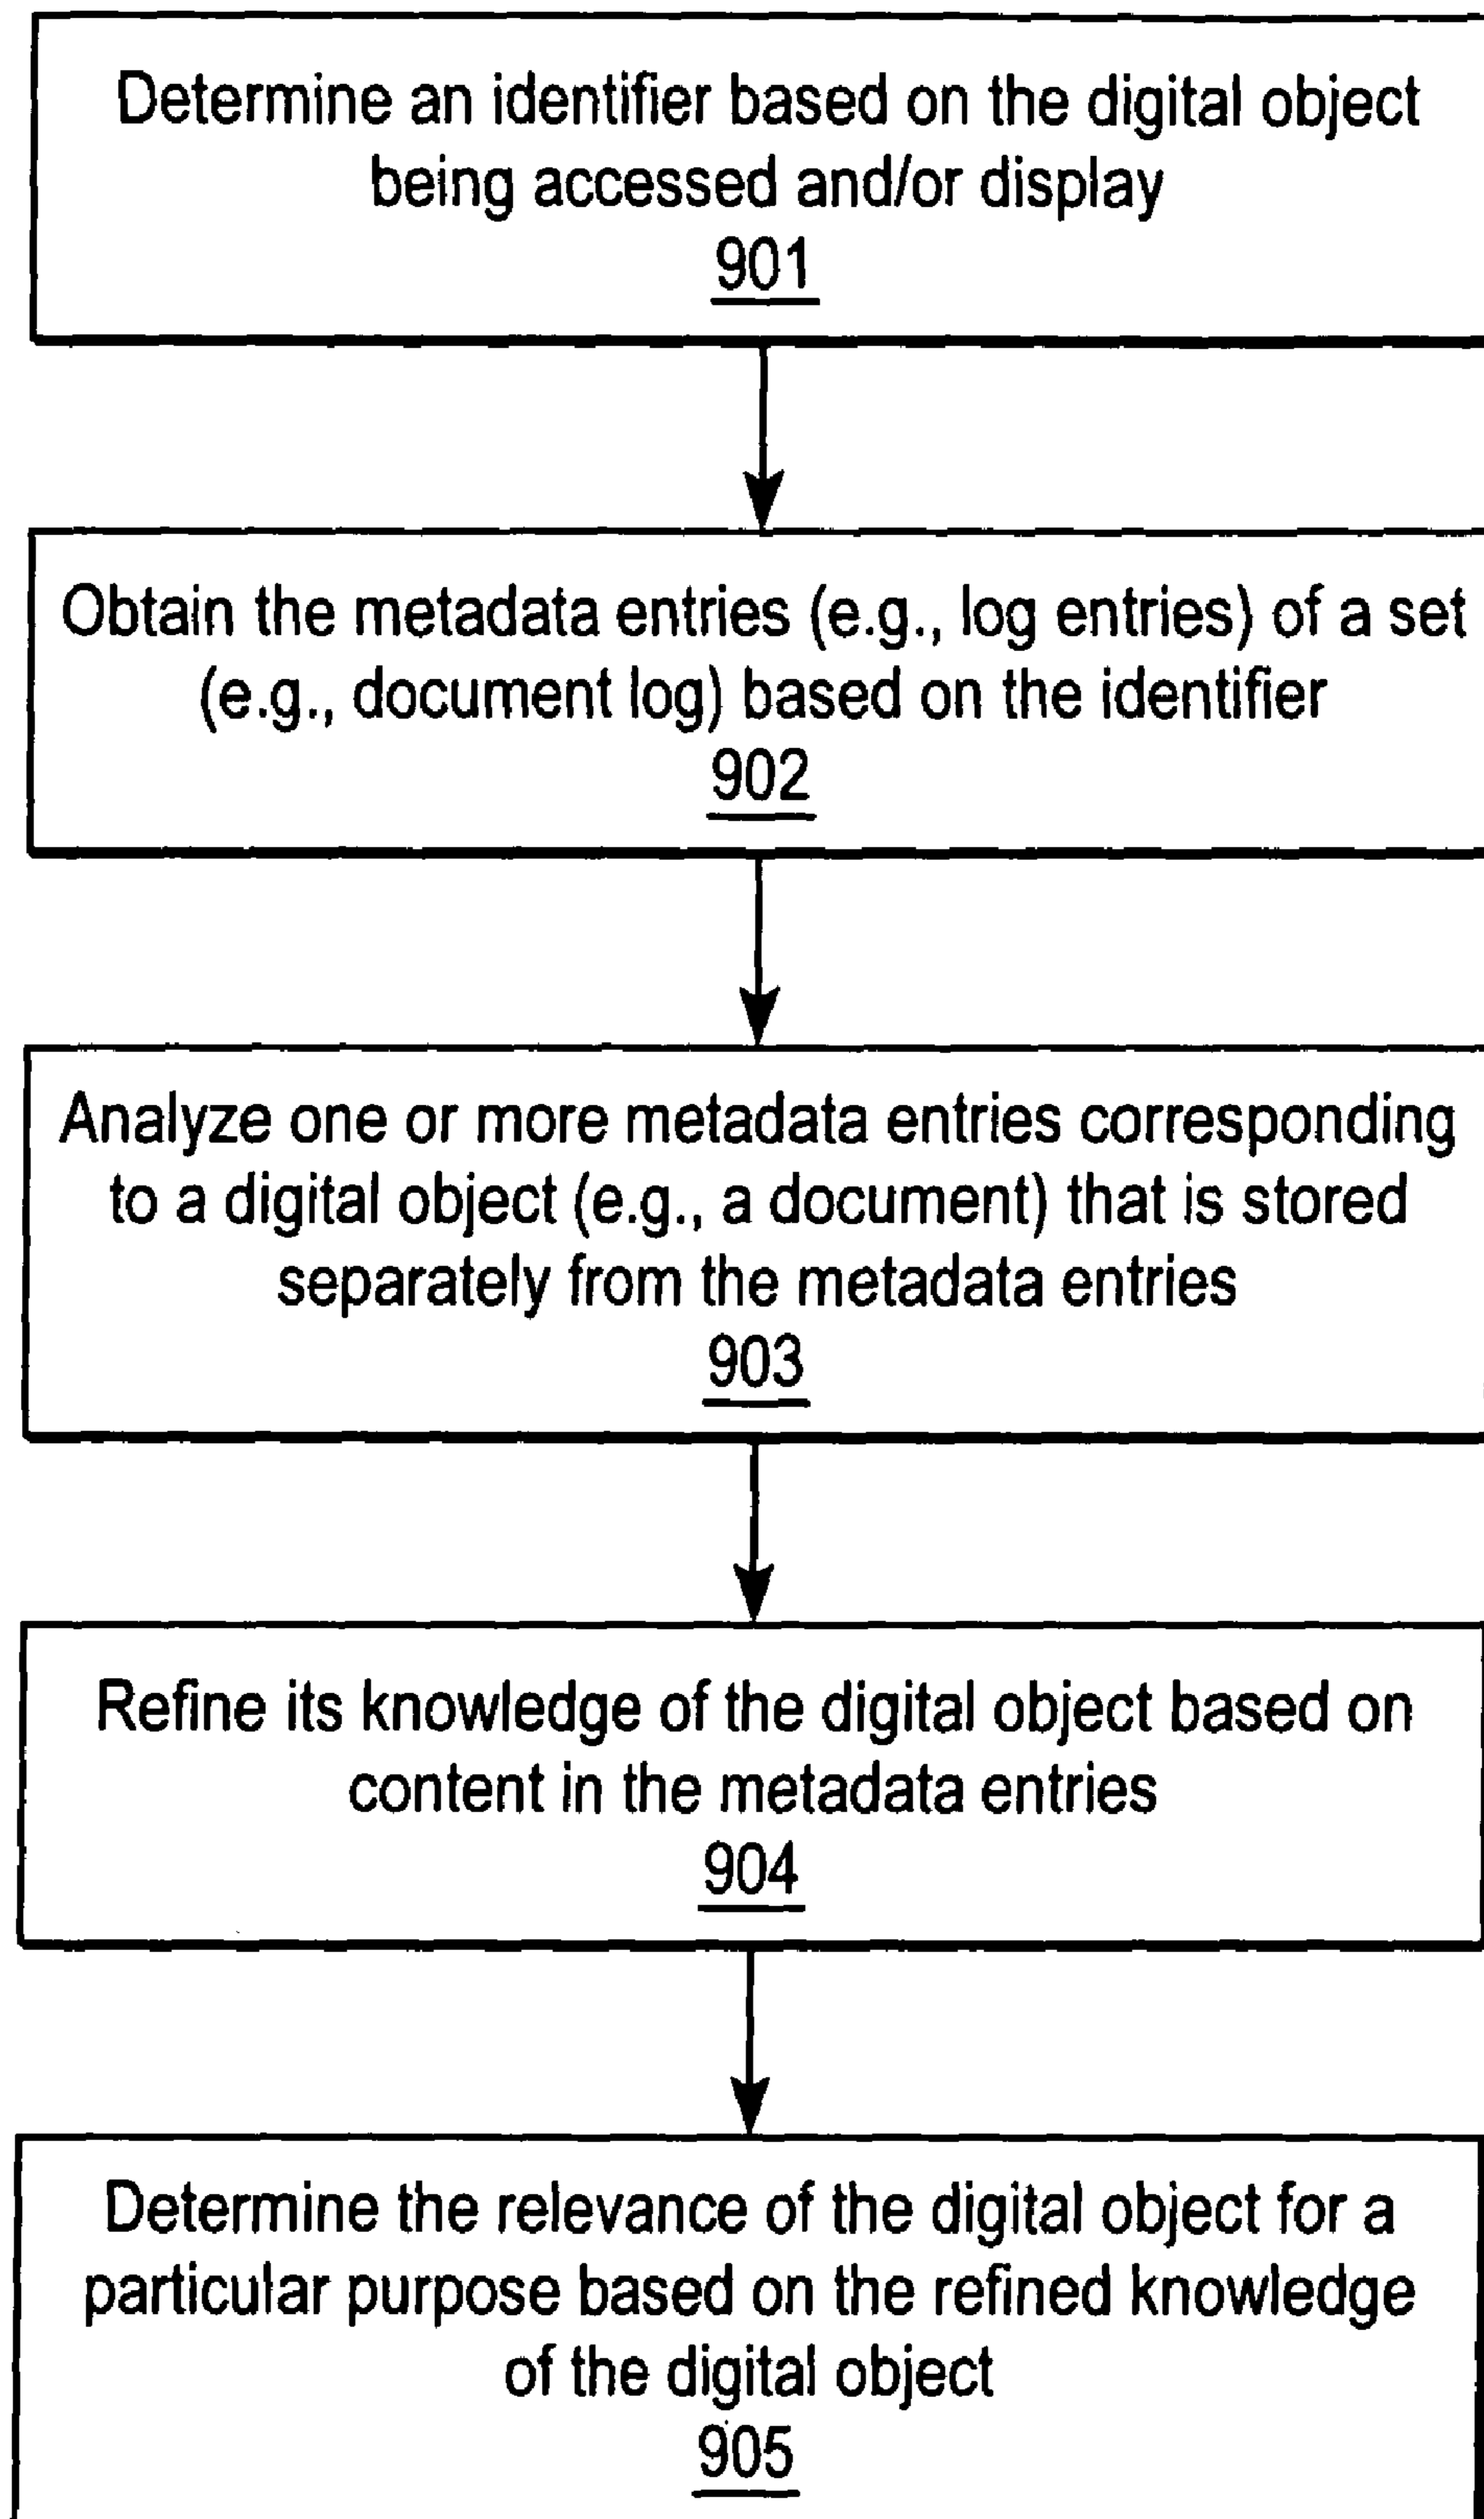 Determine an identifier based on the digital object
being accessed and/or display
901
Obtain the metadata entries (e.g., log entries) of a set
(e.g., document log) based on the identifier
902
Analyze one or more metadata entries corresponding
to a digital object (e.g., a document) that is stored
separately from the metadata entries
903
Refine its knowledge of the digital object based on
content in the metadata entries
904
Determine the relevance of the digital object for a
particular purpose based on the refined knowledge
of the digital object
905